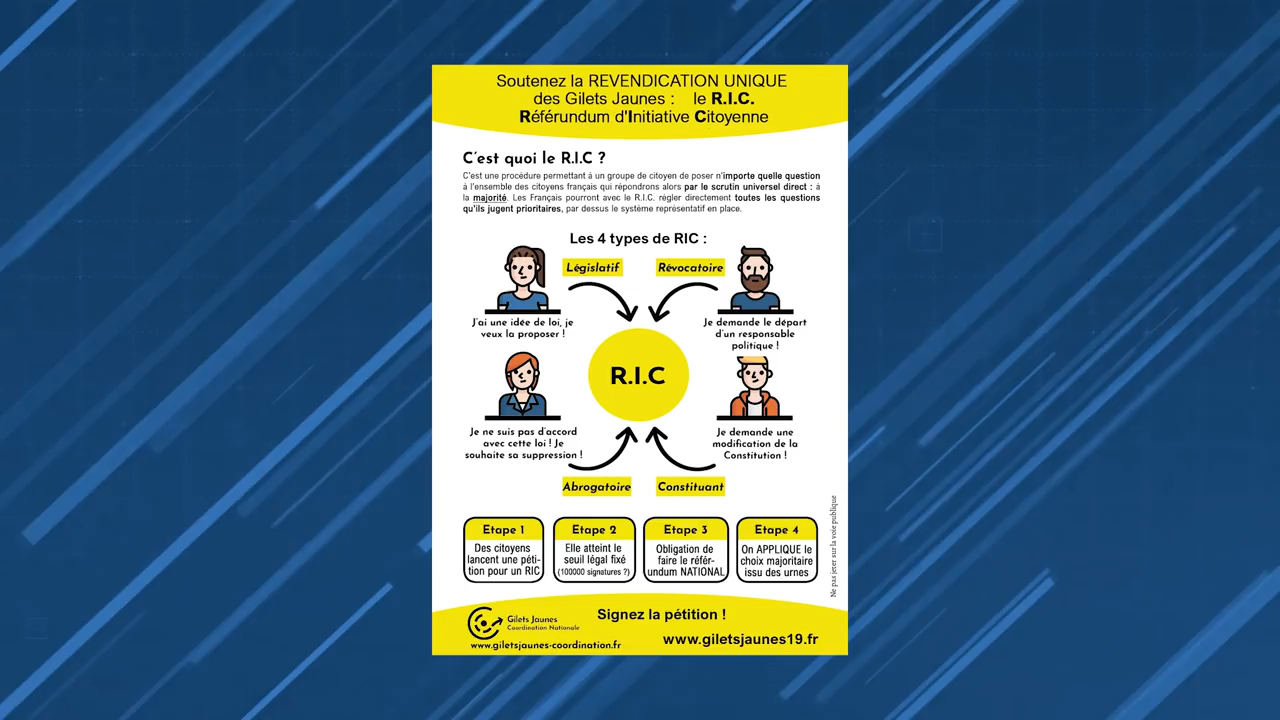 Soutenez la REVENDICATION UNIQUE
des Gilets Jaunes : le R.I.C.
Référundum d'Initiative Citoyenne
C'est quoi le R.I.C ?
C'est une procédure permettant à un groupe de citoyen de poser n'importe quelle question
à l'ensemble des citoyens français qui répondrons alors par le scrutin universel direct : à
la majorité. Les Français pourront avec le R.I.C. régler directement toutes les questions
qu'ils jugent prioritaires, par dessus le système représentatif en place.
Les 4 types de RIC :
Législatif
Révocatoire
J'ai une idée de loi, je
veux la proposer !
Je demande le départ
d'un responsable
politique !
R.I.C
Je ne suis pas d'accord
avec cette loi ! Je
souhaite sa suppression !
Je demande une
modification de la
Constitution !
Abrogatoire
Constituant
Etape 1
Des citoyens
lancent une péti-
tion pour un RIC
Etape 2
Elle atteint le
seuil légal fixé
(100000 signatures ?)
Etape 3
Obligation de
faire le référ-
undum NATIONAL
Etape 4
On APPLIQUE le
choix majoritaire
issu des urnes
Ne pas jeter sur la voie publique
Gilets Jaunes
Coordination Nationale
www.giletsjaunes-coordination.fr
Signez la pétition !
www.giletsjaunes19.fr